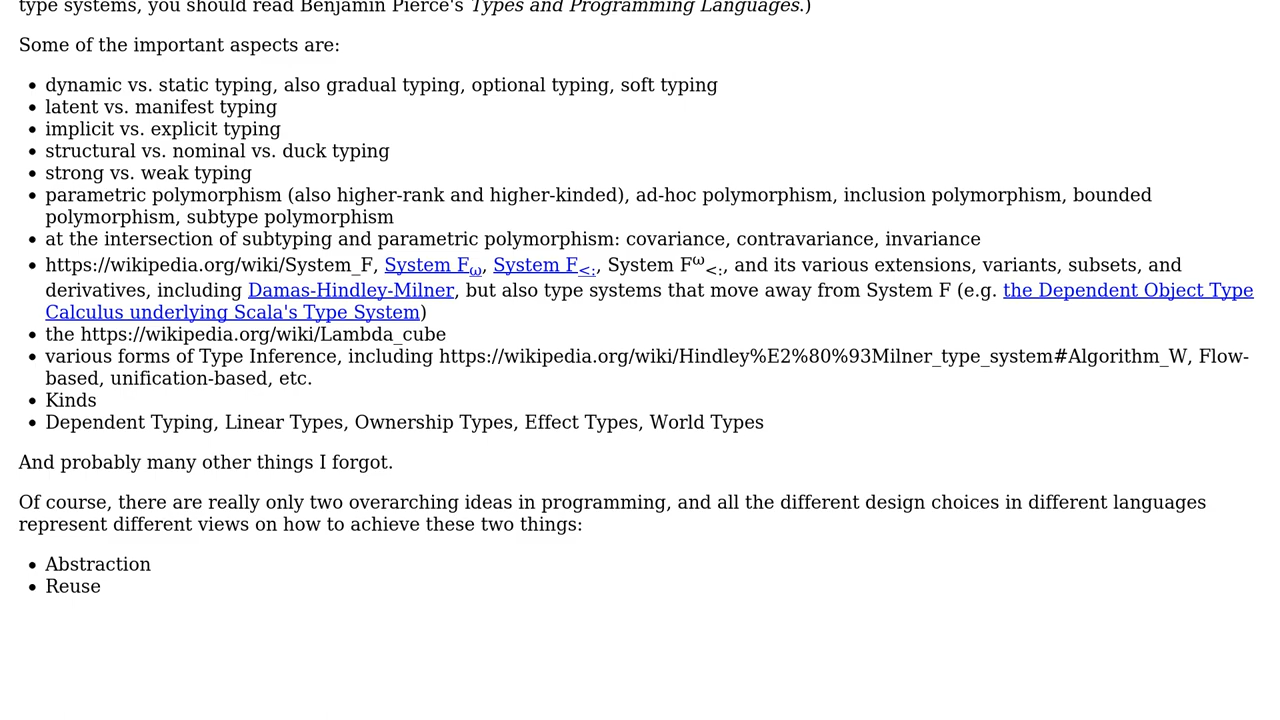 type systems, you should read Benjamin Pierce's Types and Programming Languages.)
Some of the important aspects are:
• dynamic vs. static typing, also gradual typing, optional typing, soft typing
• latent vs. manifest typing
• implicit vs. explicit typing
• structural vs. nominal vs. duck typing
• strong vs. weak typing
• parametric polymorphism (also higher-rank and higher-kinded), ad-hoc polymorphism, inclusion polymorphism, bounded
polymorphism, subtype polymorphism
• at the intersection of subtyping and parametric polymorphism: covariance, contravariance, invariance
• https://wikipedia.org/wiki/System_F, System Fω, System F<:, System Fω<:, and its various extensions, variants, subsets, and
derivatives, including Damas-Hindley-Milner, but also type systems that move away from System F (e.g. the Dependent Object Type
Calculus underlying Scala's Type System)
• the https://wikipedia.org/wiki/Lambda_cube
• various forms of Type Inference, including https://wikipedia.org/wiki/Hindley%E2%80%93Milner_type_system#Algorithm_W, Flow-
based, unification-based, etc.
• Kinds
• Dependent Typing, Linear Types, Ownership Types, Effect Types, World Types
And probably many other things I forgot.
Of course, there are really only two overarching ideas in programming, and all the different design choices in different languages
represent different views on how to achieve these two things:
• Abstraction
• Reuse